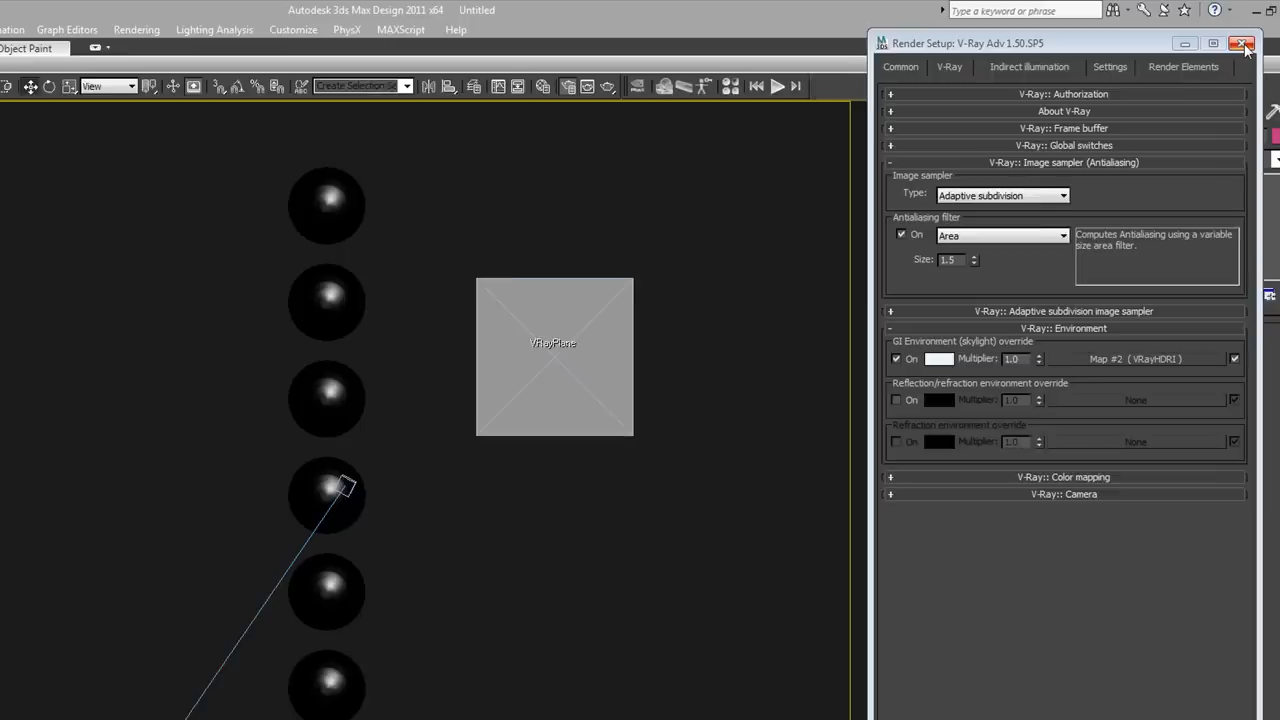 Autodesk 3ds Max Design 2011 x64 Untitled
Type a keyword or phrase
Graph Editors Rendering Lighting Analysis Customize PhysX MAXScript Help
Object Paint
View
Create Selection Se
Render Setup: V-Ray Adv 1.50.SP5
Common V-Ray Indirect illumination Settings Render Elements
+ V-Ray:: Authorization
+ About V-Ray
+ V-Ray:: Frame buffer
+ V-Ray:: Global switches
- V-Ray:: Image sampler (Antialiasing)
Image sampler
Type: Adaptive subdivision
Antialiasing filter
On Area
Computes Antialiasing using a variable
size area filter.
Size: 1.5
+ V-Ray:: Adaptive subdivision image sampler
- V-Ray:: Environment
GI Environment (skylight) override
On Multiplier: 1.0 Map #2 ( VRayHDRI )
Reflection/refraction environment override
On Multiplier: 1.0 None
Refraction environment override
On Multiplier: 1.0 None
+ V-Ray:: Color mapping
+ V-Ray:: Camera
VRayPlane